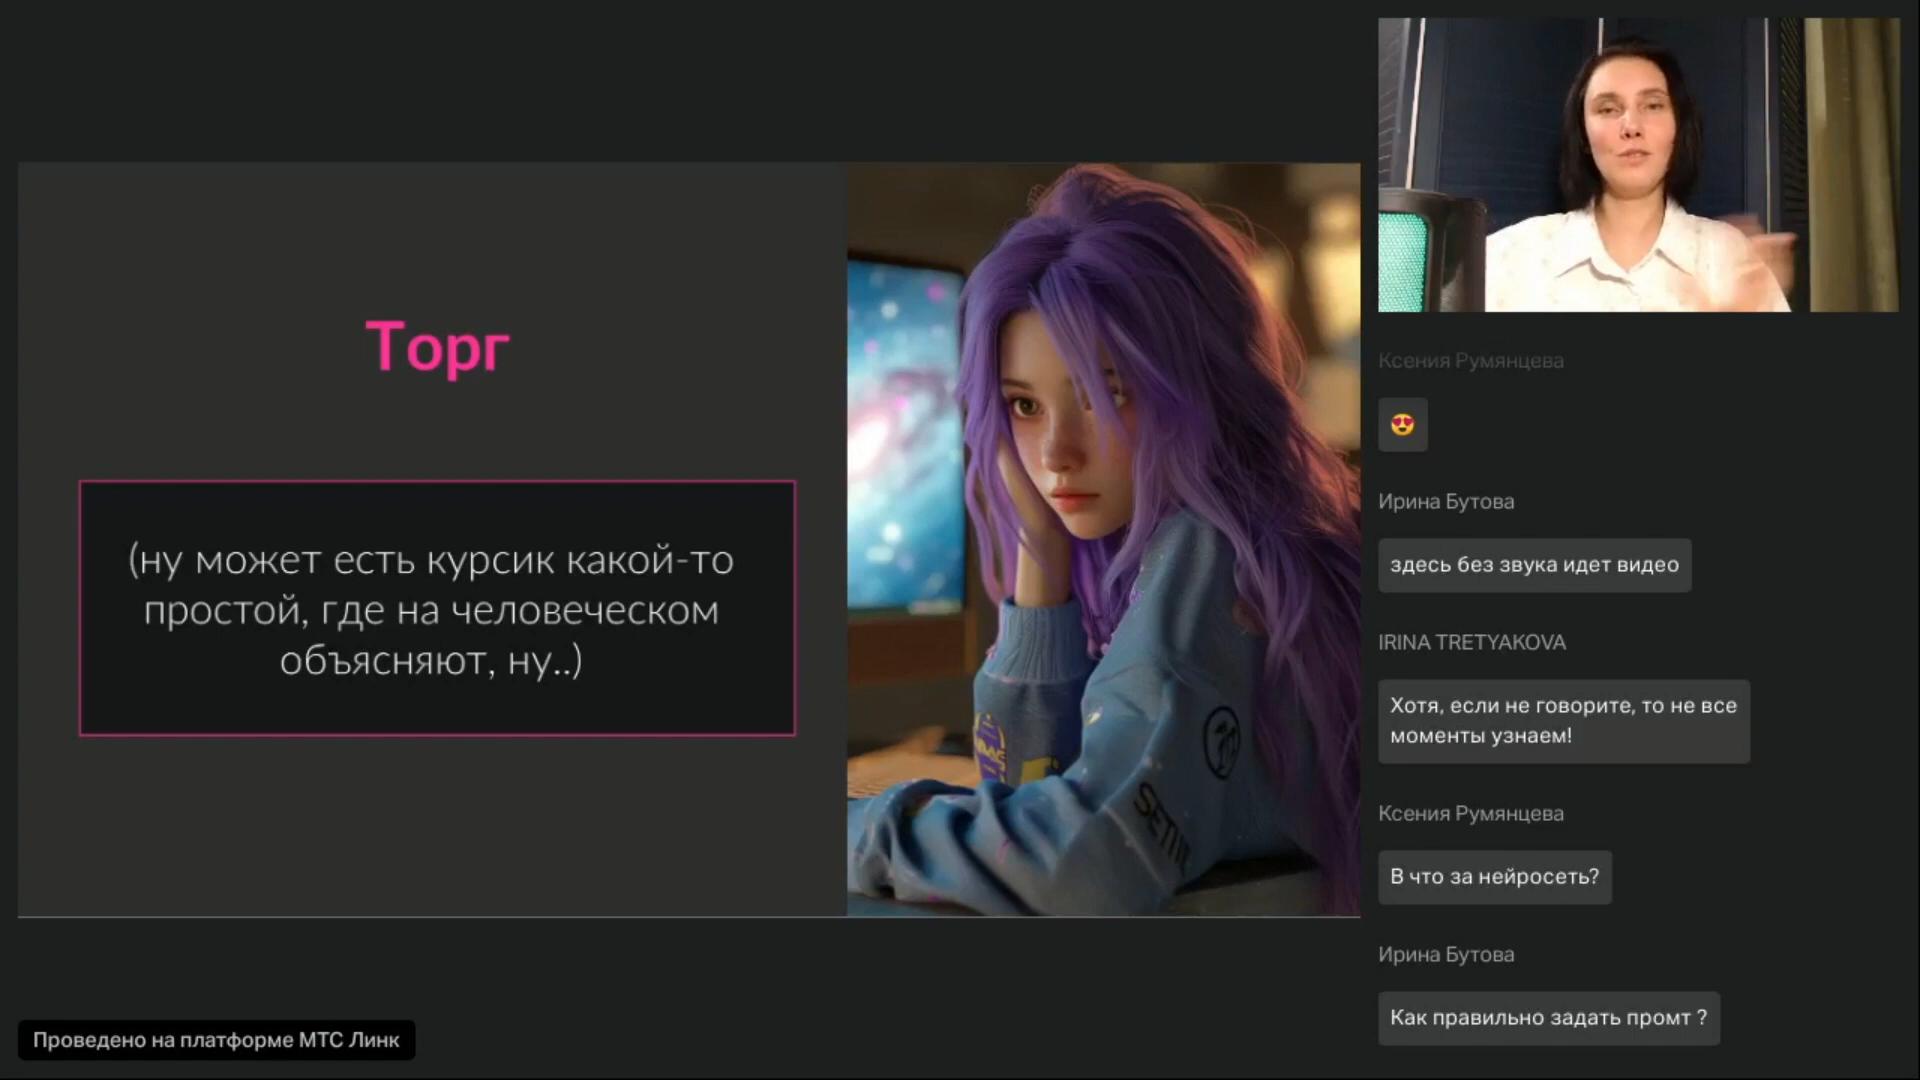 Торг
(ну может есть курсик какой-то
простой, где на человеческом
объясняют, ну..)
SETII
Ксения Румянцева
Ирина Бутова
здесь без звука идет видео
IRINA TRETYAKOVA
Хотя, если не говорите, то не все
моменты узнаем!
Ксения Румянцева
В что за нейросеть?
Ирина Бутова
Как правильно задать промт ?
Проведено на платформе МТС Линк